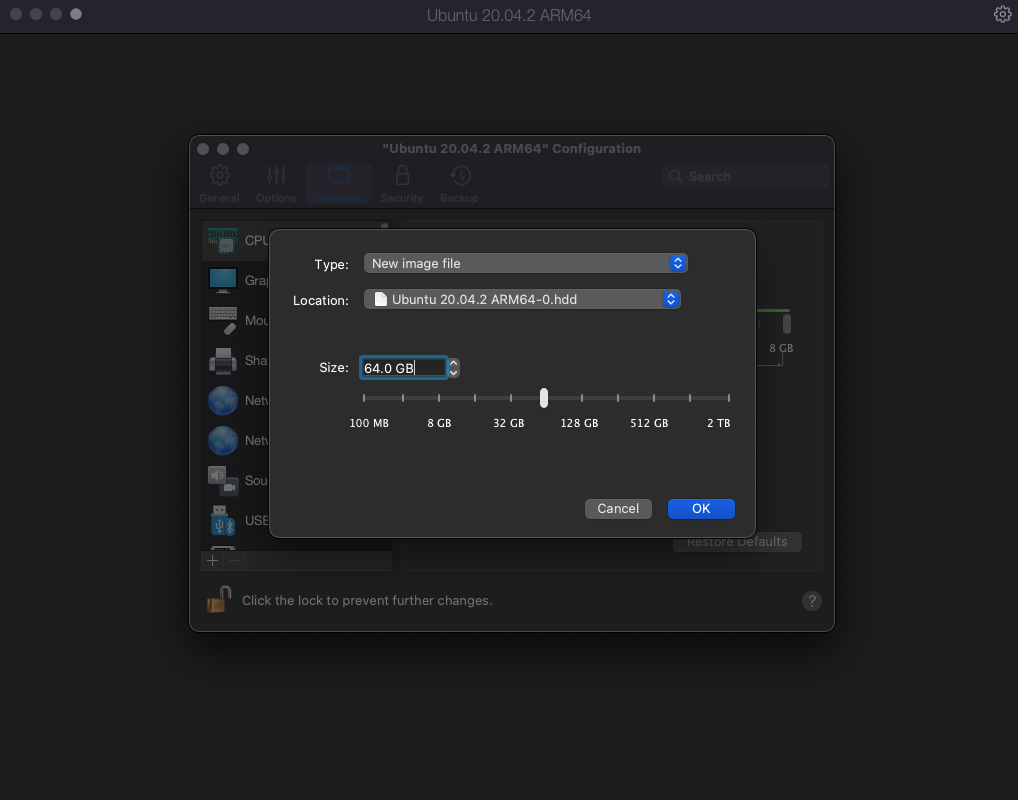 Ubuntu 20.04.2 ARM64
"Ubuntu 20.04.2 ARM64" Configuration
General Options Hardware Security Backup
Search
CPU
Type: New image file
Location: Ubuntu 20.04.2 ARM64-0.hdd
Grap
Mou
8 GB
Sha
Size: 64.0 GB
Netw
100 MB 8 GB 32 GB 128 GB 512 GB 2 TB
Netw
Sou
USB
Cancel OK
Restore Defaults
Click the lock to prevent further changes.
?